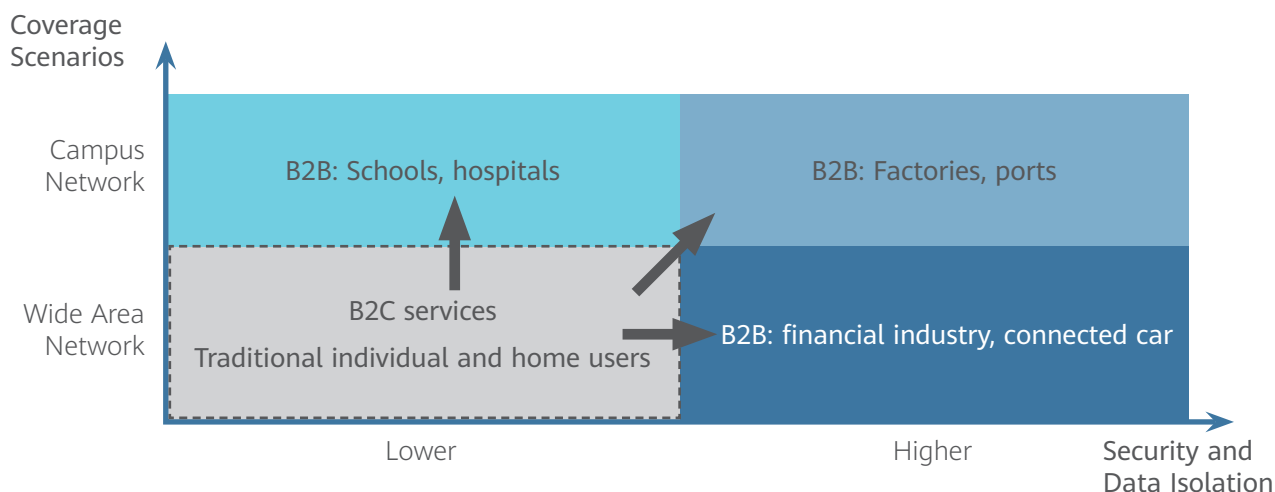 Coverage
Scenarios
Campus
Network
B2B: Schools, hospitals
B2B: Factories, ports
Wide Area
Network
B2C services
Traditional individual and home users
B2B: financial industry, connected car
Lower
Higher
Security and
Data Isolation